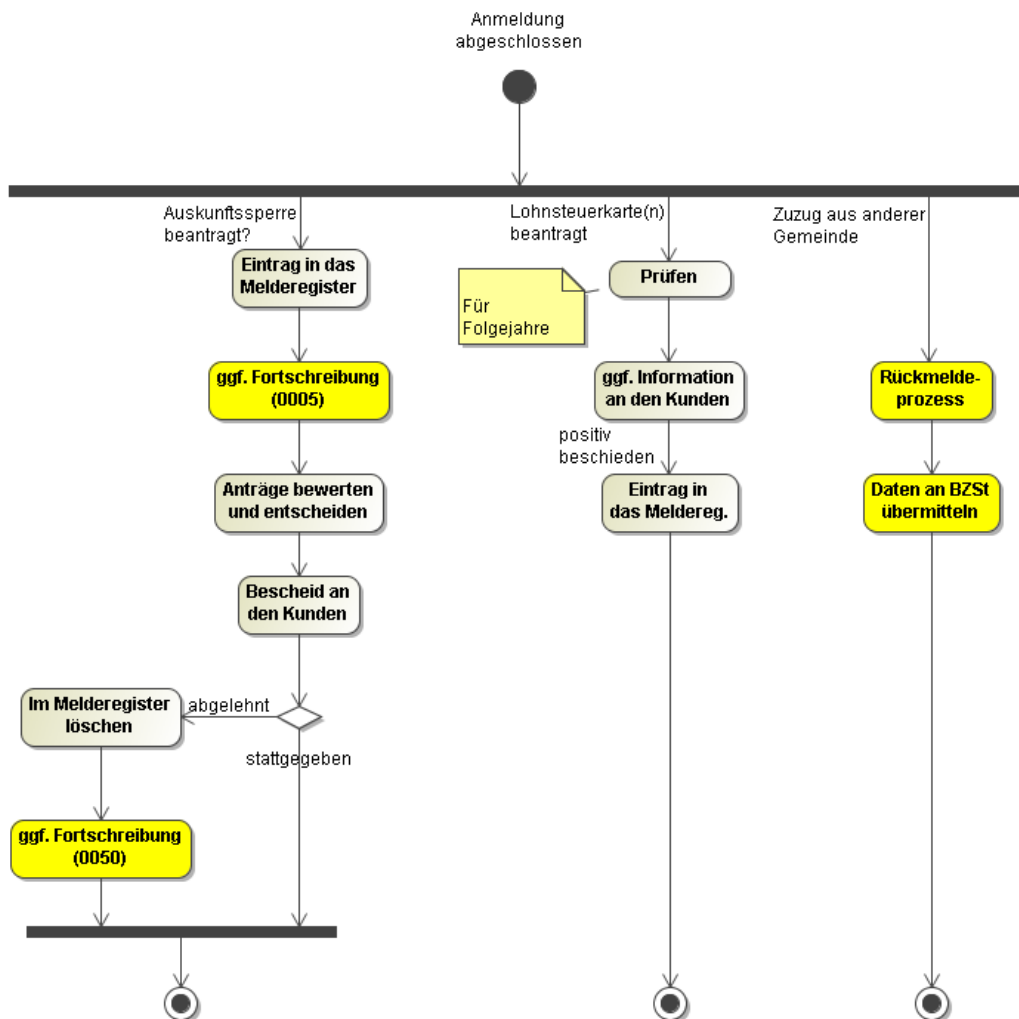 Anmeldung
abgeschlossen
Auskunftssperre
beantragt?
Eintrag in das
Melderegister
ggf. Fortschreibung
(0005)
Anträge bewerten
und entscheiden
Bescheid an
den Kunden
abgelehnt
Im Melderegister
löschen
stattgegeben
ggf. Fortschreibung
(0050)
Lohnsteuerkarte(n)
beantragt
Prüfen
Für
Folgejahre
ggf. Information
an den Kunden
positiv
beschieden
Eintrag in
das Meldereg.
Zuzug aus anderer
Gemeinde
Rückmelde-
prozess
Daten an BZSt
übermitteln